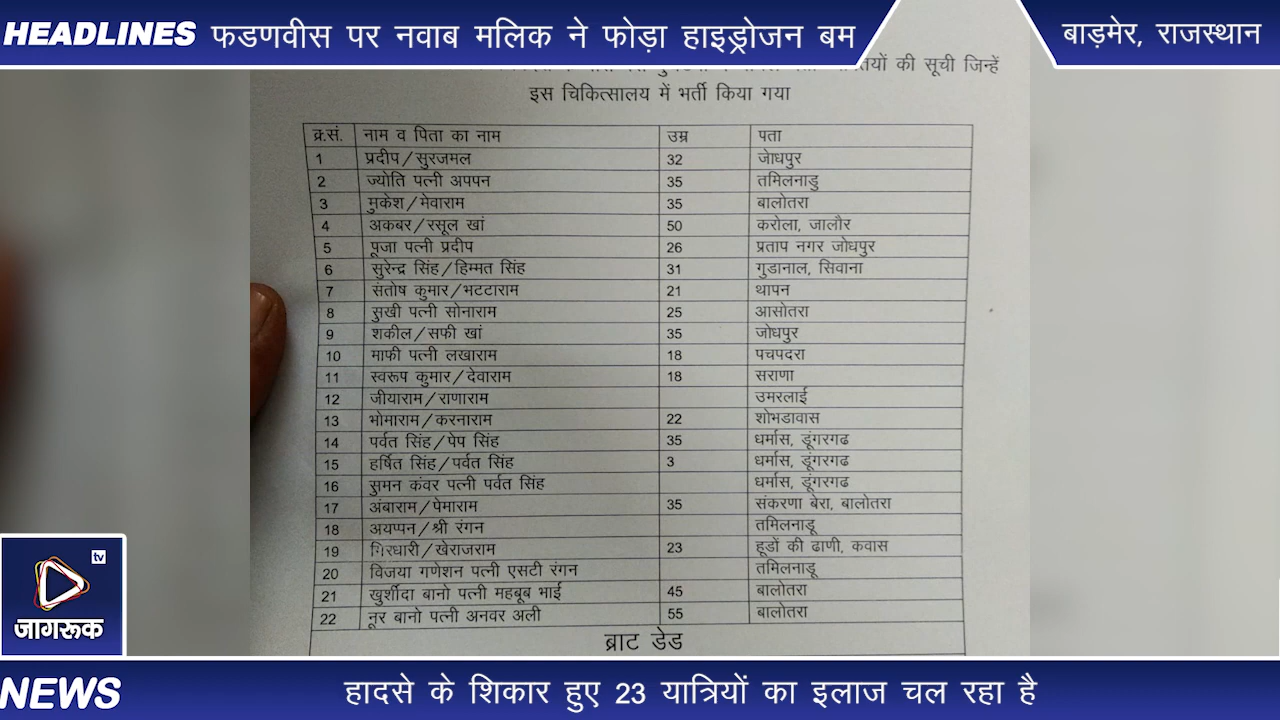 HEADLINES फडणवीस पर नवाब मलिक ने फोड़ा हाइड्रोजन बम
बाड़मेर, राजस्थान
की सूची जिन्हें
इस चिकित्सालय में भर्ती किया गया
क्र.सं. नाम व पिता का नाम उम्र पता
1 प्रदीप/सुरजमल 32 जोधपुर
2 ज्योति पत्नी अपपन 35 तमिलनाडु
3 मुकेश/मेवाराम 35 बालोतरा
4 अकबर/रसूल खां 50 करोला, जालौर
5 पूजा पत्नी प्रदीप 26 प्रताप नगर जोधपुर
6 सुरेन्द्र सिंह/हिम्मत सिंह 31 गुडानाल, सिवाना
7 संतोष कुमार/भटटाराम 21 थापन
8 सुखी पत्नी सोनाराम 25 आसोतरा
9 शकील/सफी खां 35 जोधपुर
10 माफी पत्नी लखाराम 18 पचपदरा
11 स्वरूप कुमार/देवाराम 18 सराणा
12 जीयाराम/राणाराम उमरलाई
13 भोमाराम/करनाराम 22 शोभडावास
14 पर्वत सिंह/पेप सिंह 35 धर्मास, डूंगरगढ
15 हर्षित सिंह/पर्वत सिंह 3 धर्मास, डूंगरगढ
16 सुमन कंवर पत्नी पर्वत सिंह धर्मास, डूंगरगढ
17 अंबाराम/पेमाराम 35 संकरणा बेरा, बालोतरा
18 अयप्पन/श्री रंगन तमिलनाडू
19 गिरधारी/खेराजराम 23 हूडों की ढाणी, कवास
20 विजया गणेशन पत्नी एसटी रंगन तमिलनाडू
21 खुर्शीदा बानो पत्नी महबूब भाई 45 बालोतरा
22 नूर बानो पत्नी अनवर अली 55 बालोतरा
ब्राट डेड
tv
जागरूक
NEWS हादसे के शिकार हुए 23 यात्रियों का इलाज चल रहा है